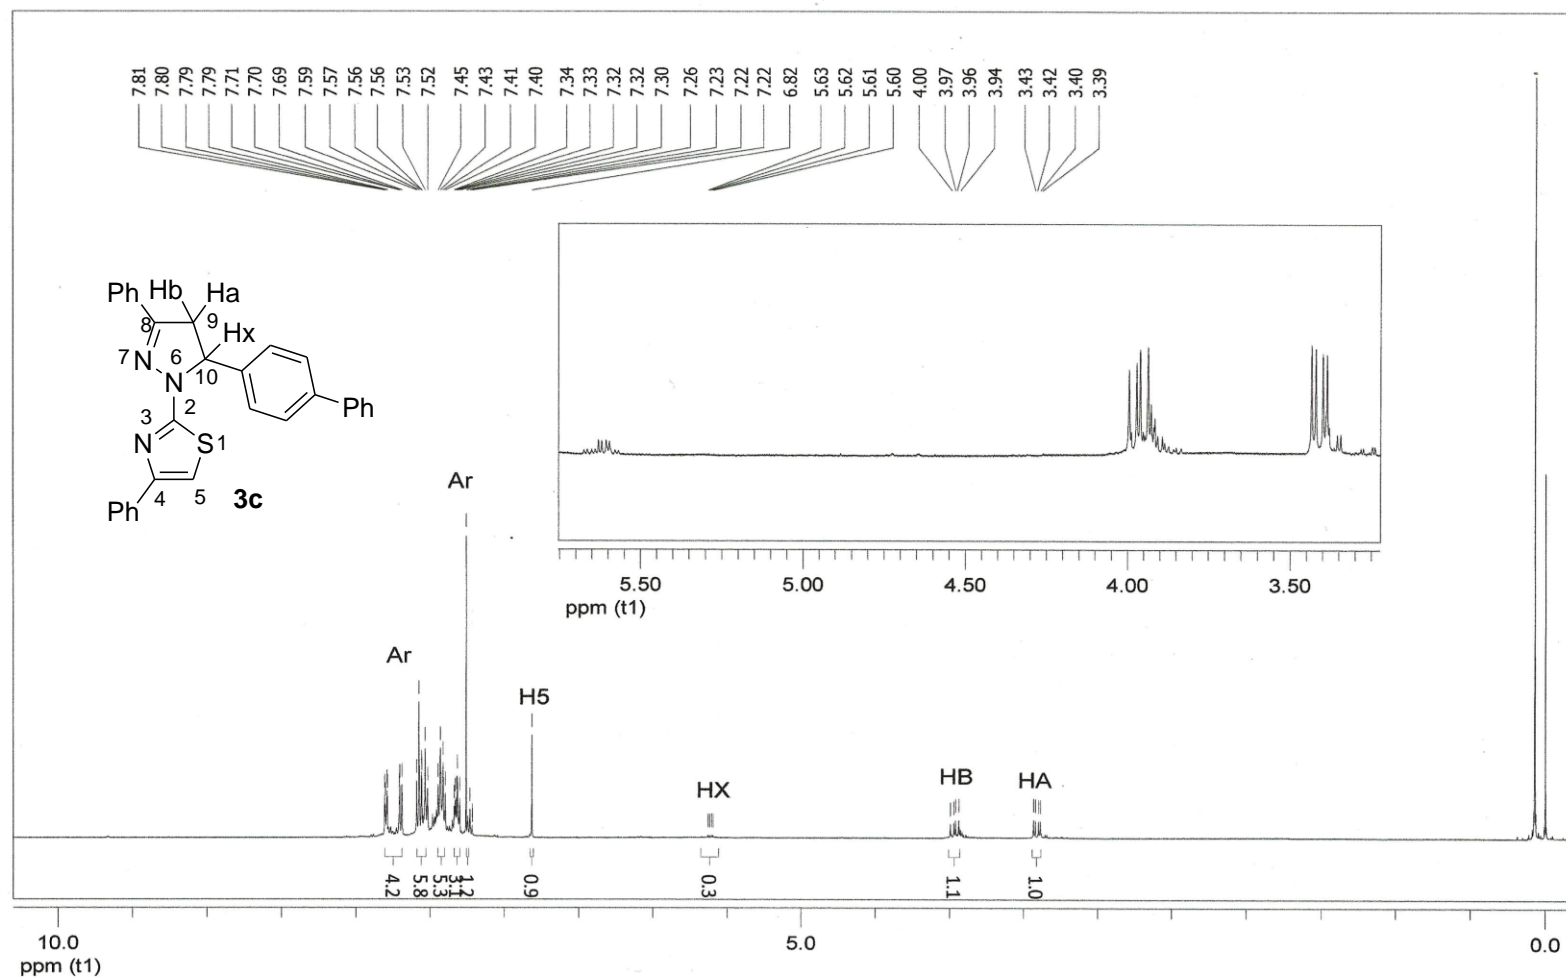 7.81 7.80 7.79 7.79 7.71 7.70 7.69 7.59 7.57 7.56 7.56 7.53 7.52 7.45 7.43 7.41 7.40 7.34 7.33 7.32 7.32 7.30 7.26 7.23 7.22 7.22 6.82 5.63 5.62 5.61 5.60 4.00 3.97 3.96 3.94 3.43 3.42 3.40 3.39
Ph Hb Ha
8 9 Hx
7 N 6
N 10
2
3 Ph
N S 1
4 5
Ph 3c
5.50 5.00 4.50 4.00 3.50
ppm (t1)
Ar
Ar
H5
HX
HB
HA
4.2 5.8 5.3 3.1 1.2 0.9 0.3 1.1 1.0
10.0 5.0 0.0
ppm (t1)